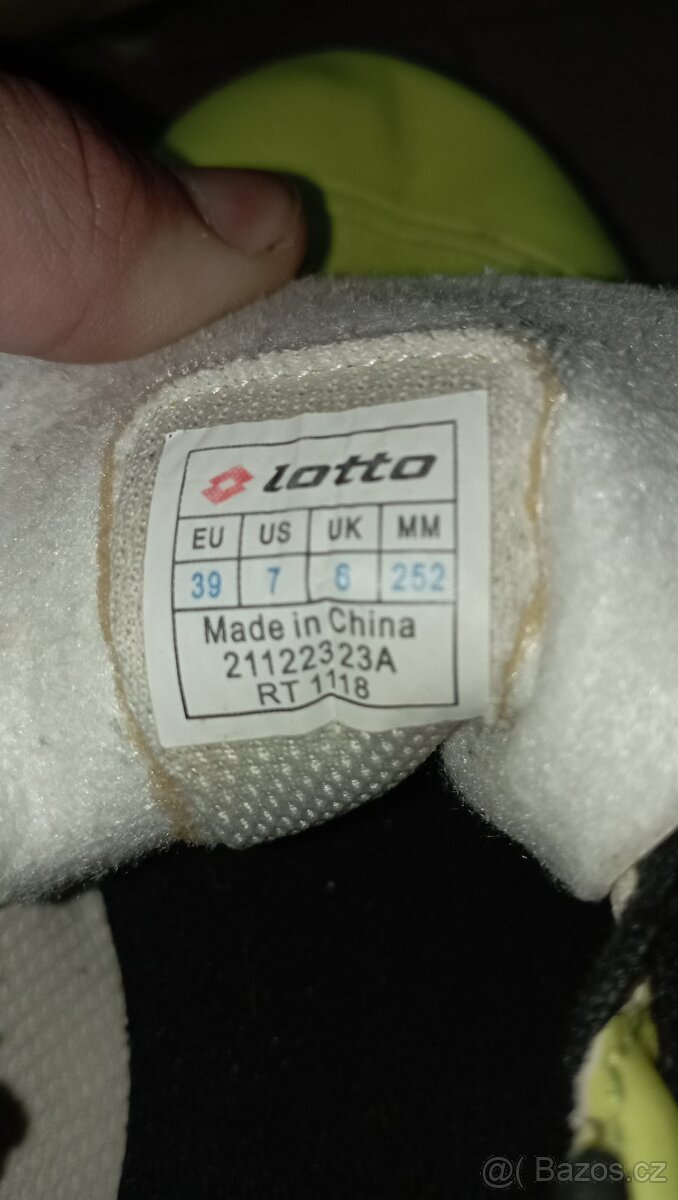 lotto
EU US UK MM
39 7 6 252
Made in China
21122323A
RT 1118
@( Bazos.cz